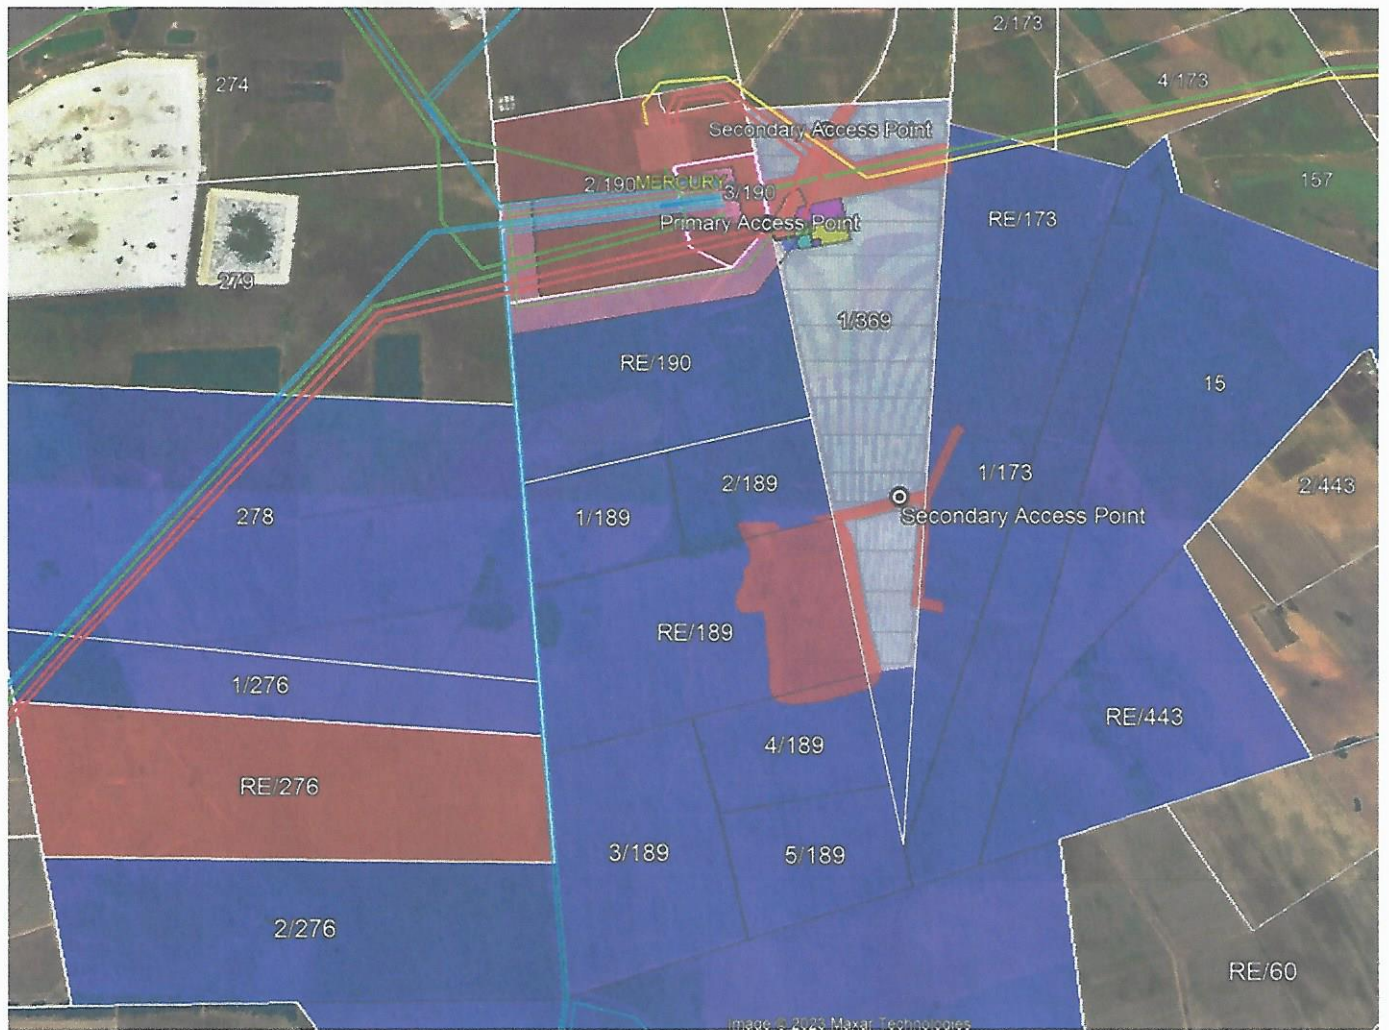 2/173
274
4/173
Secondary Access Point
157
2/190
MERCURY
3/190
RE/173
Primary Access Point
279
1/369
RE/190
15
1/173
2/189
2/443
278
1/189
Secondary Access Point
RE/189
1/276
RE/443
4/189
RE/276
3/189
5/189
2/276
RE/60
Image © 2023 Maxar Technologies